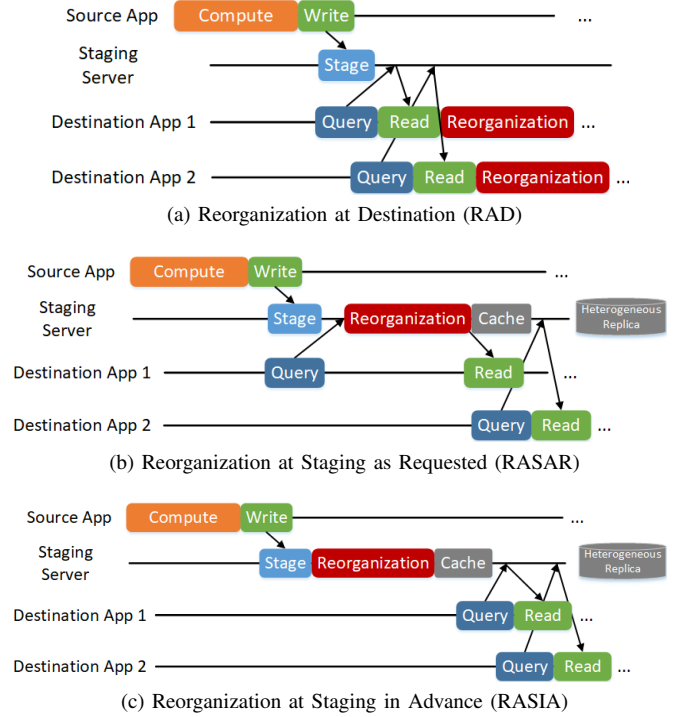 Source App Compute Write ...
Staging Server Stage
Destination App 1 Query Read Reorganization ...
Destination App 2 Query Read Reorganization ...
(a) Reorganization at Destination (RAD)
Source App Compute Write ...
Staging Server Stage Reorganization Cache Heterogeneous Replica
Destination App 1 Query Read ...
Destination App 2 Query Read ...
(b) Reorganization at Staging as Requested (RASAR)
Source App Compute Write ...
Staging Server Stage Reorganization Cache Heterogeneous Replica
Destination App 1 Query Read ...
Destination App 2 Query Read ...
(c) Reorganization at Staging in Advance (RASIA)